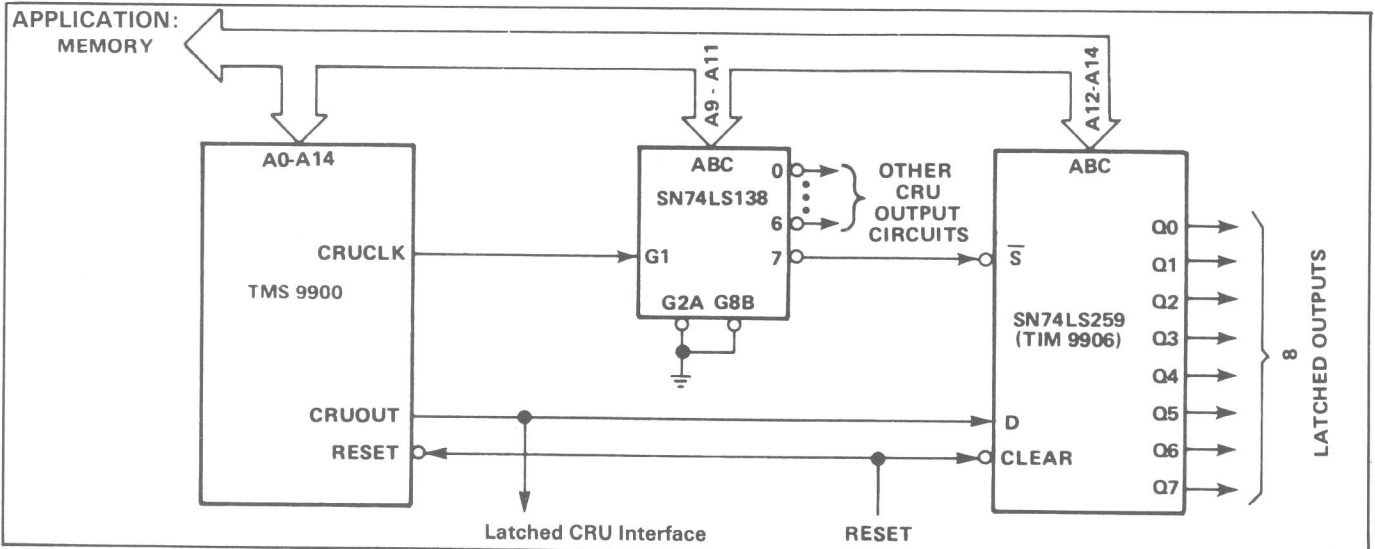 APPLICATION:
MEMORY
A9 - A11
A12-A14
A0-A14
ABC
ABC
SN74LS138
0
6
7
OTHER
CRU
OUTPUT
CIRCUITS
CRUCLK
G1
S
TMS 9900
G2A G8B
SN74LS259
(TIM 9906)
Q0
Q1
Q2
Q3
Q4
Q5
Q6
Q7
8
LATCHED OUTPUTS
CRUOUT
D
RESET
CLEAR
Latched CRU Interface
RESET